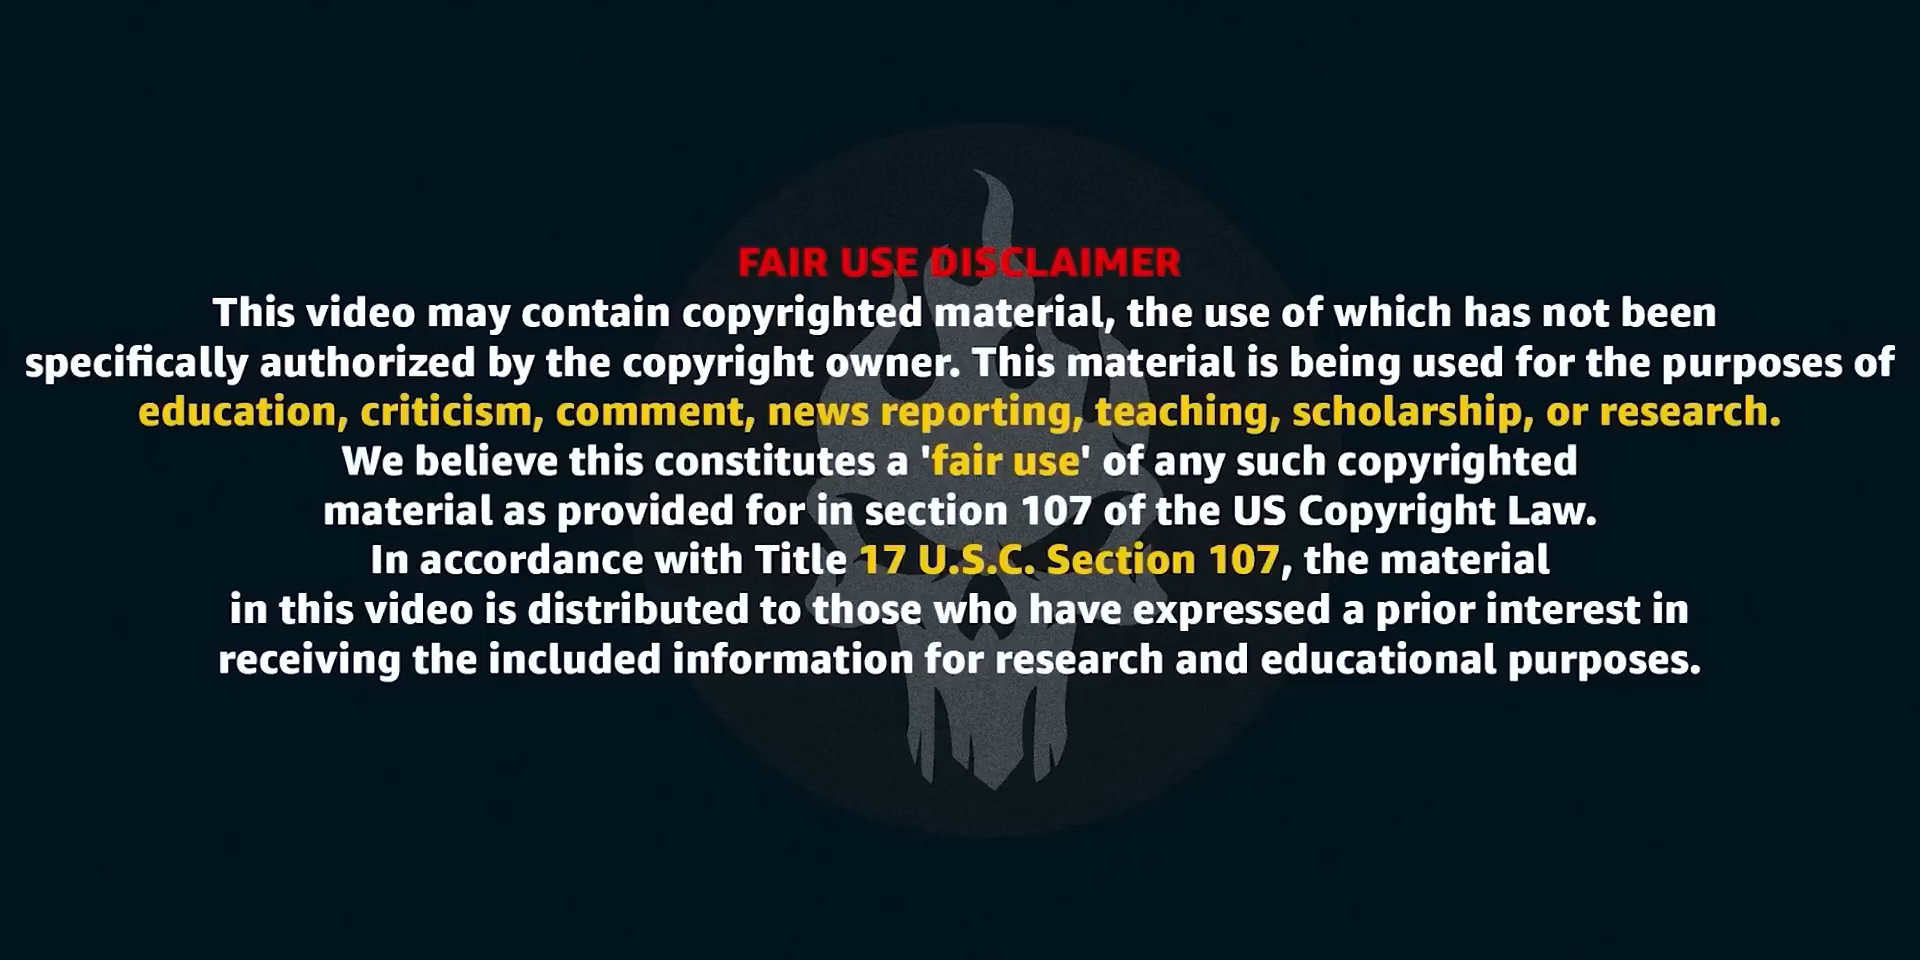 FAIR USE DISCLAIMER
This video may contain copyrighted material, the use of which has not been
specifically authorized by the copyright owner. This material is being used for the purposes of
education, criticism, comment, news reporting, teaching, scholarship, or research.
We believe this constitutes a 'fair use' of any such copyrighted
material as provided for in section 107 of the US Copyright Law.
In accordance with Title 17 U.S.C. Section 107, the material
in this video is distributed to those who have expressed a prior interest in
receiving the included information for research and educational purposes.